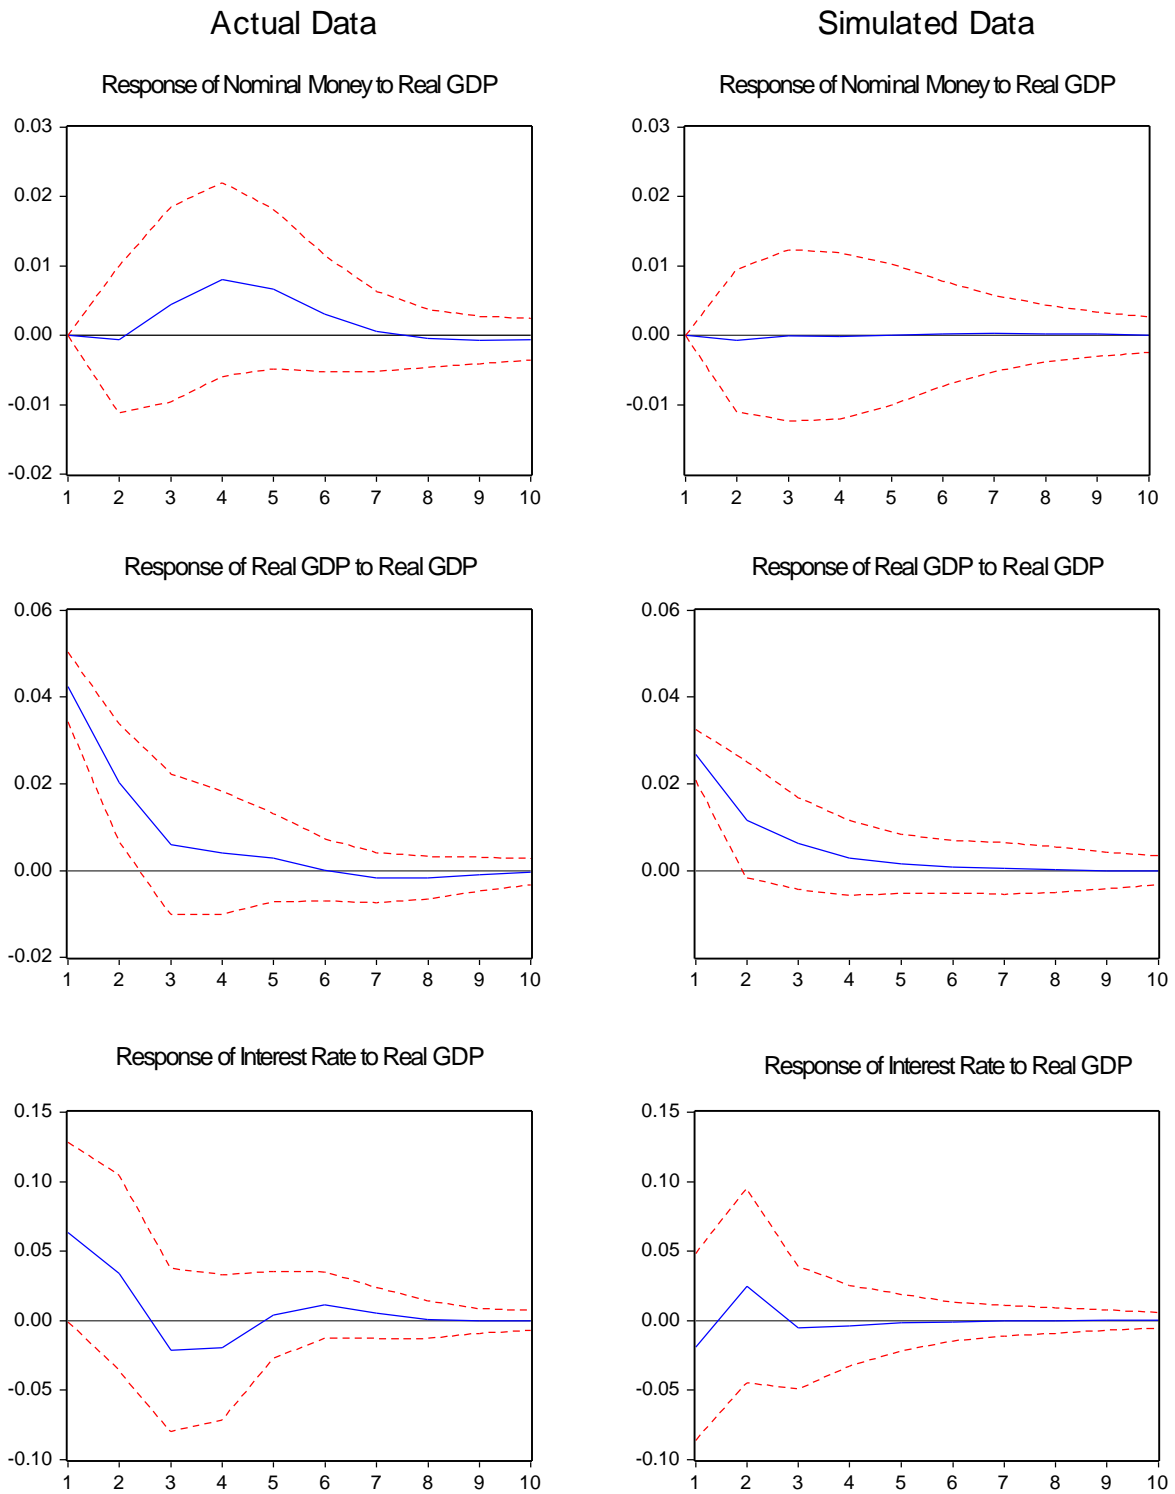 Actual Data
Simulated Data
Response of Nominal Money to Real GDP
0.03
0.02
0.01
0.00
-0.01
-0.02
1 2 3 4 5 6 7 8 9 10
Response of Nominal Money to Real GDP
0.03
0.02
0.01
0.00
-0.01
1 2 3 4 5 6 7 8 9 10
Response of Real GDP to Real GDP
0.06
0.04
0.02
0.00
-0.02
1 2 3 4 5 6 7 8 9 10
Response of Real GDP to Real GDP
0.06
0.04
0.02
0.00
1 2 3 4 5 6 7 8 9 10
Response of Interest Rate to Real GDP
0.15
0.10
0.05
0.00
-0.05
-0.10
1 2 3 4 5 6 7 8 9 10
Response of Interest Rate to Real GDP
0.15
0.10
0.05
0.00
-0.05
-0.10
1 2 3 4 5 6 7 8 9 10